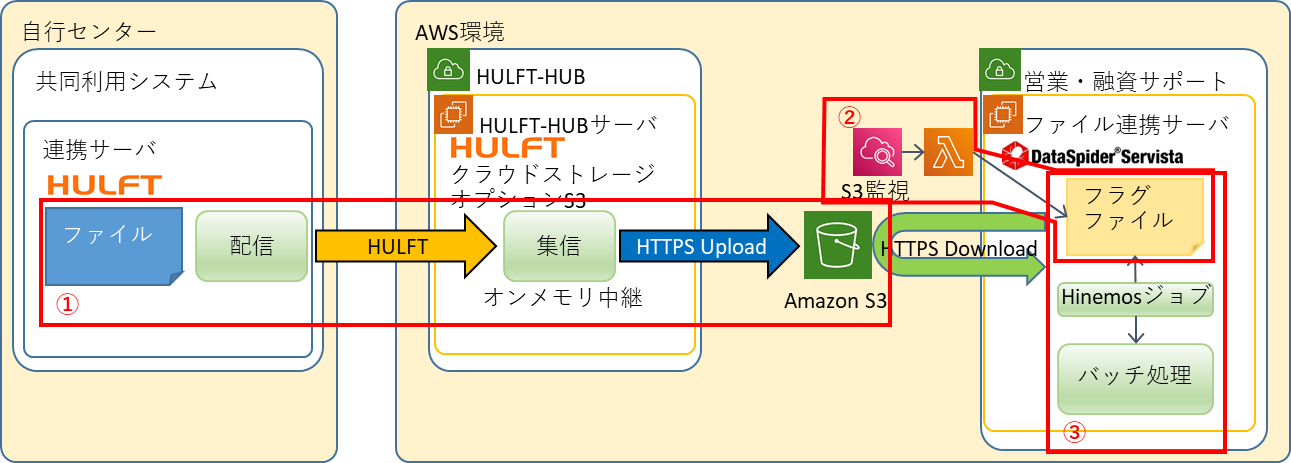 自行センター
共同利用システム
連携サーバ
HULFT
ファイル
配信
①
HULFT
AWS環境
HULFT-HUB
HULFT-HUBサーバ
HULFT
クラウドストレージ
オプションS3
集信
オンメモリ中継
HTTPS Upload
②
S3監視
Amazon S3
HTTPS Download
営業・融資サポート
ファイル連携サーバ
DataSpider®Servista
フラグ
ファイル
Hinemosジョブ
バッチ処理
③